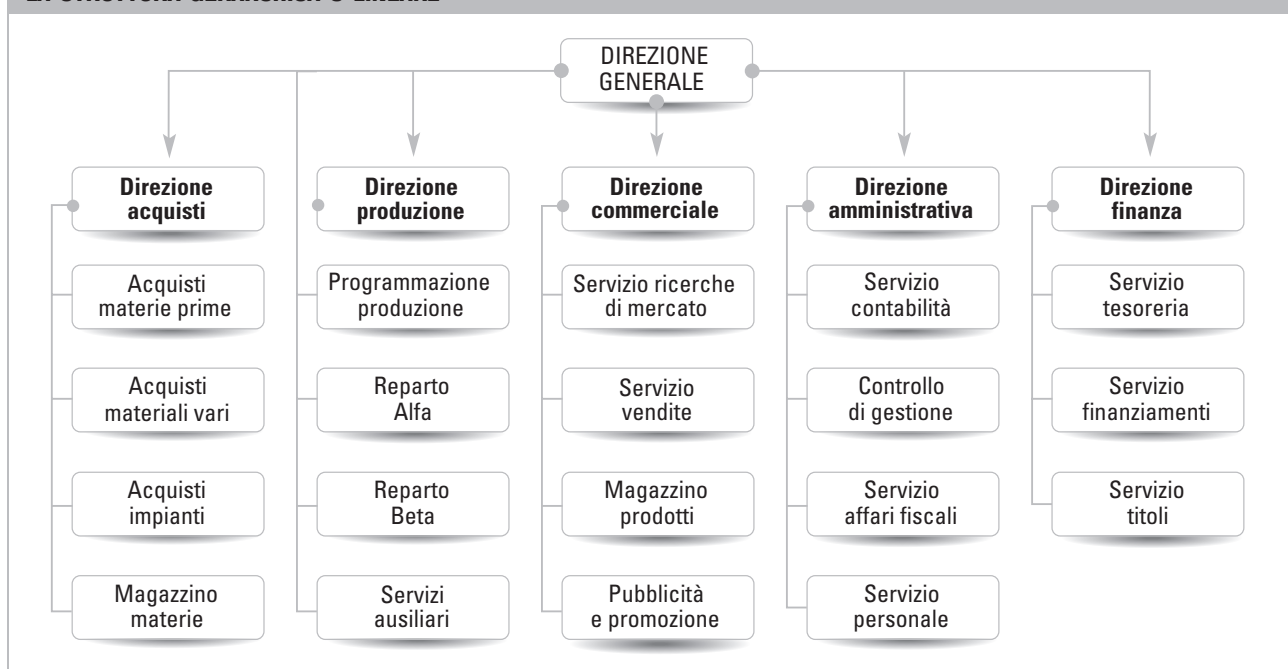 DIREZIONE
GENERALE
Direzione
acquisti
Direzione
produzione
Direzione
commerciale
Direzione
amministrativa
Direzione
finanza
Acquisti
materie prime
Programmazione
produzione
Servizio ricerche
di mercato
Servizio
contabilità
Servizio
tesoreria
Acquisti
materiali vari
Reparto
Alfa
Servizio
vendite
Controllo
di gestione
Servizio
finanziamenti
Acquisti
impianti
Reparto
Beta
Magazzino
prodotti
Servizio
affari fiscali
Servizio
titoli
Magazzino
materie
Servizi
ausiliari
Pubblicità
e promozione
Servizio
personale